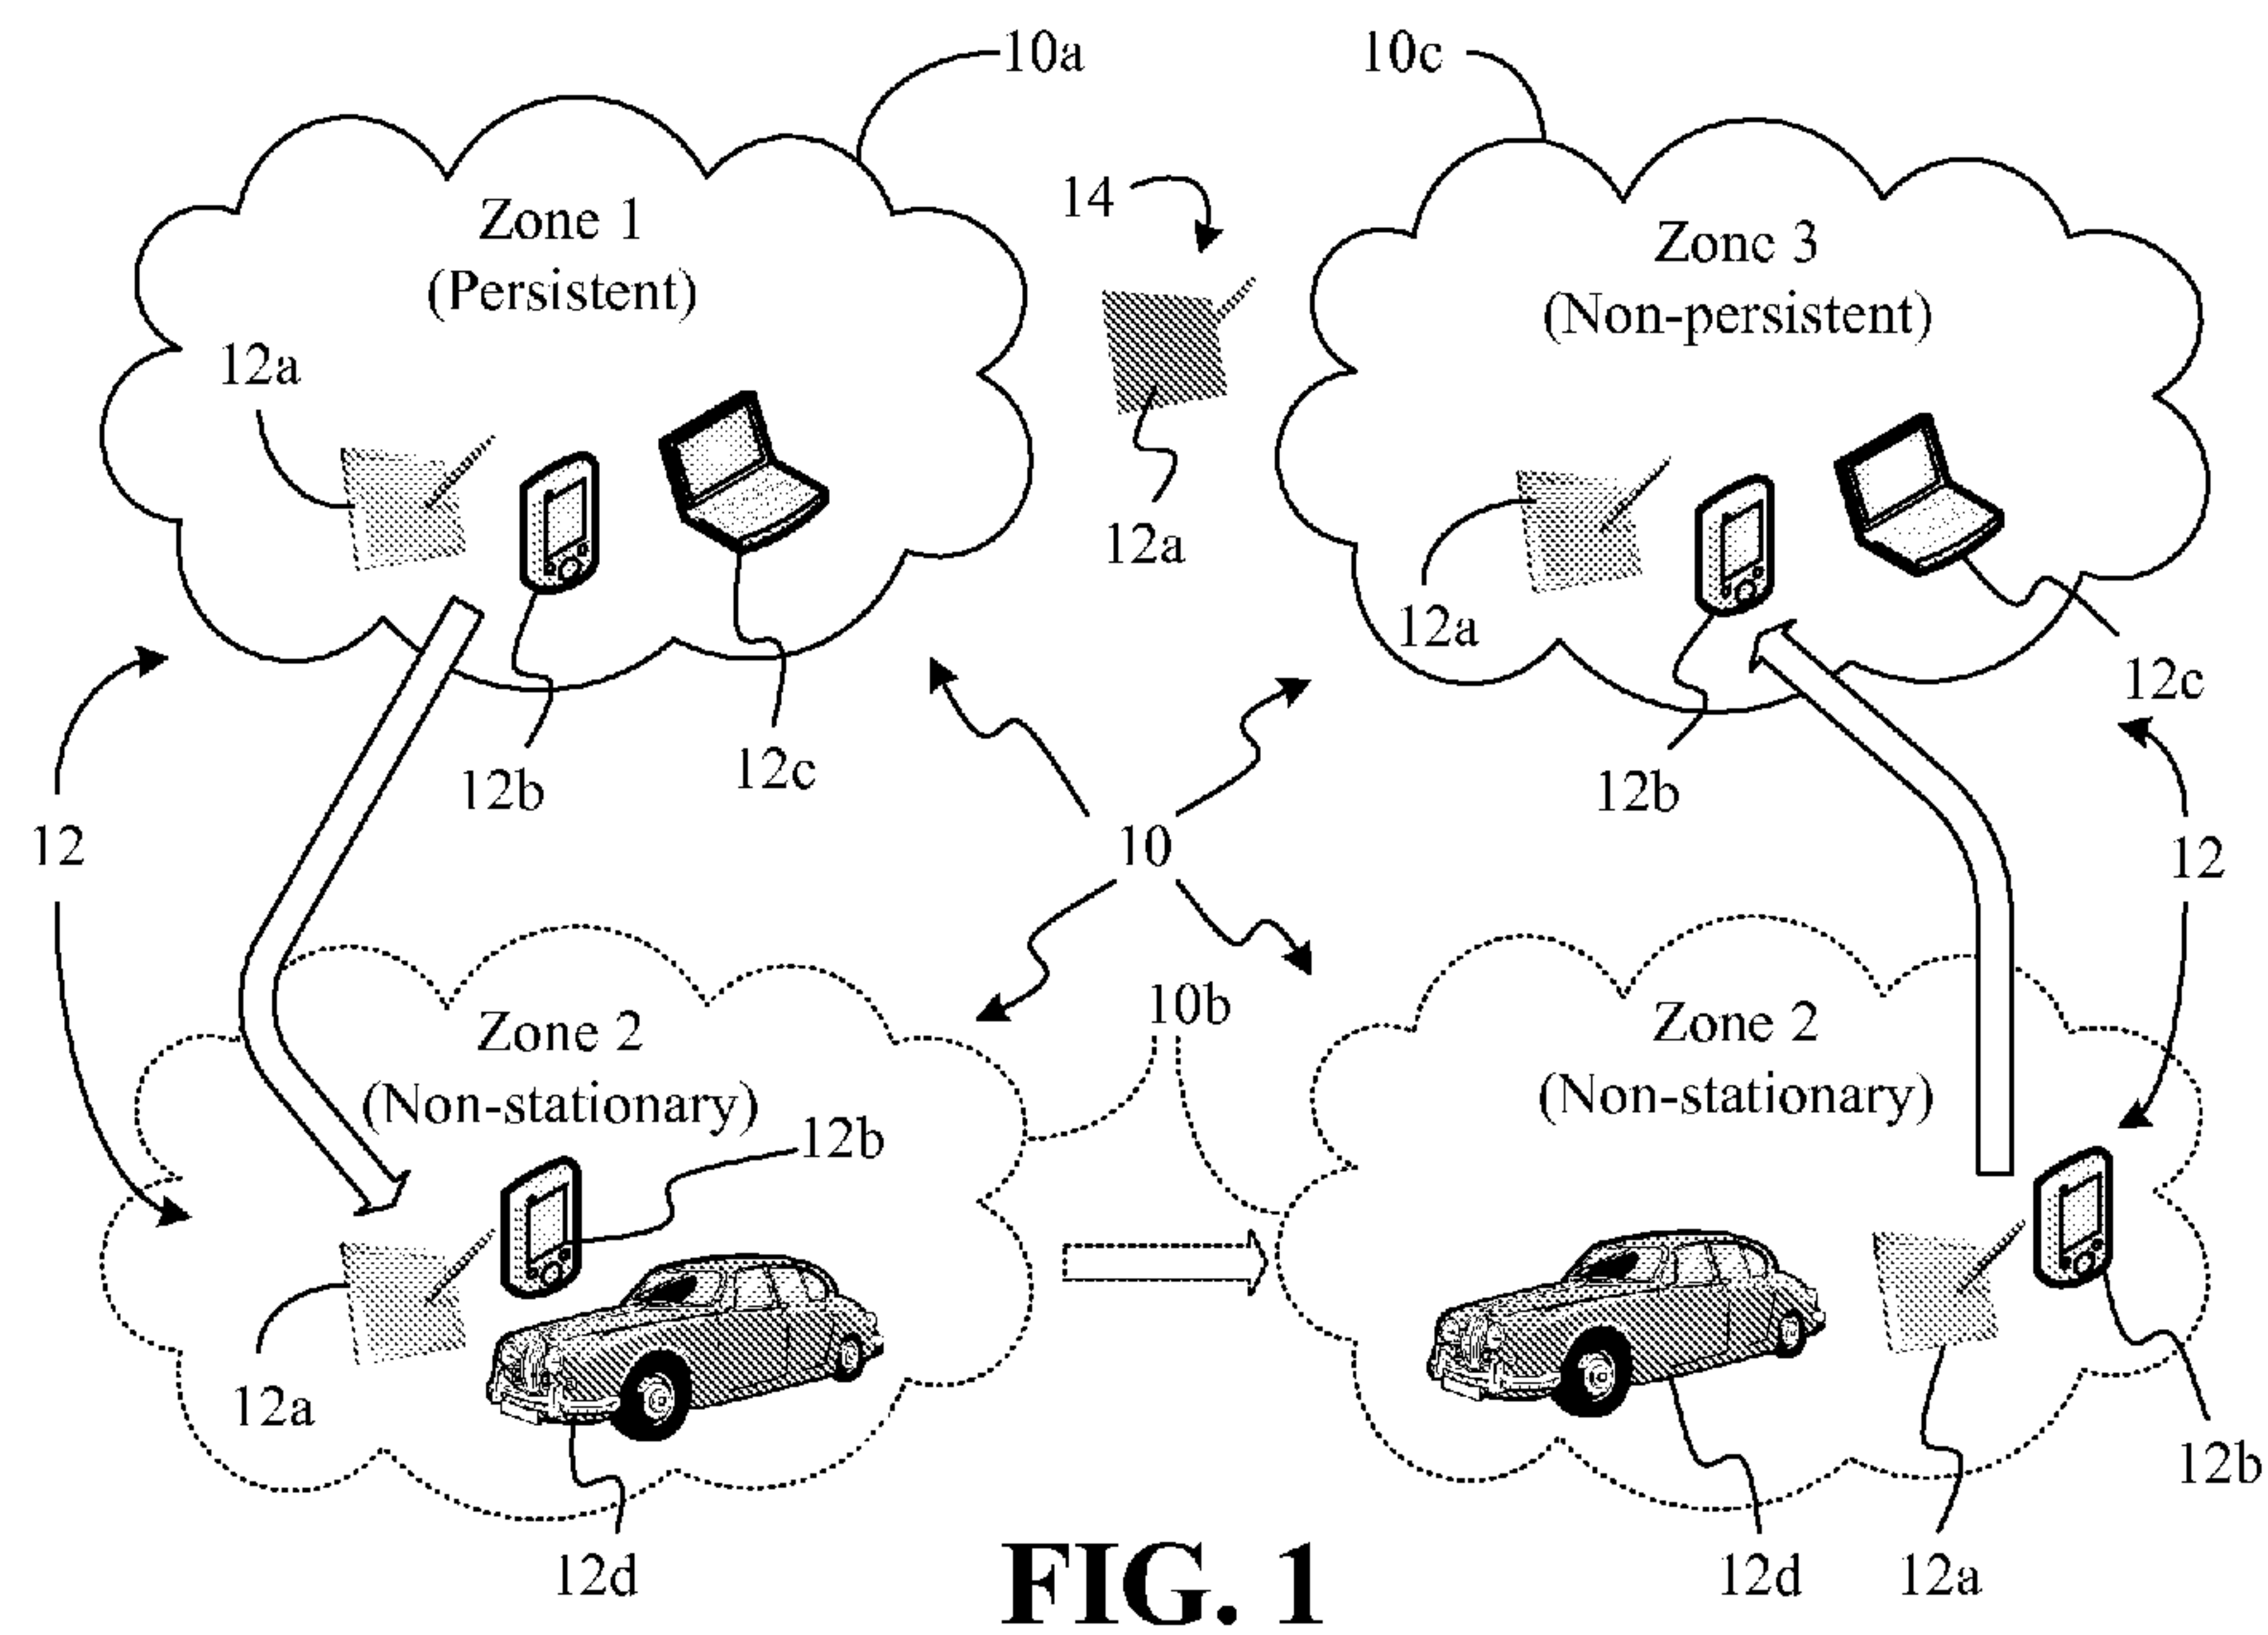 10a
10c
14
Zone 1
(Persistent)
Zone 3
(Non-persistent)
12a
12a
12a
12b
12c
12b
12c
12
10
12
10b
Zone 2
(Non-stationary)
Zone 2
(Non-stationary)
12b
12a
12b
12d
12d
12a
FIG. 1